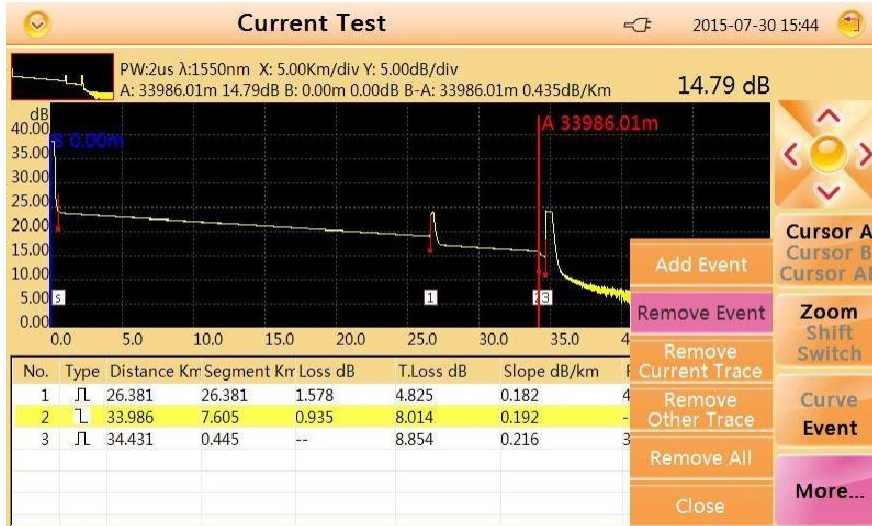 Current Test
2015-07-30 15:44
PW:2us λ:1550nm X: 5.00Km/div Y: 5.00dB/div
A: 33986.01m 14.79dB B: 0.00m 0.00dB B-A: 33986.01m 0.435dB/Km
14.79 dB
dB
40.00
35.00
30.00
25.00
20.00
15.00
10.00
5.00
0.00
B 0.00m
A 33986.01m
s
1
2
3
0.0 5.0 10.0 15.0 20.0 25.0 30.0 35.0 4
Cursor A
Cursor B
Cursor AB
Zoom
Shift
Switch
Curve
Event
More...
Add Event
Remove Event
Remove
Current Trace
Remove
Other Trace
Remove All
Close
No. Type Distance Km Segment Km Loss dB T.Loss dB Slope dB/km
1 26.381 26.381 1.578 4.825 0.182 4
2 33.986 7.605 0.935 8.014 0.192 -
3 34.431 0.445 -- 8.854 0.216 3